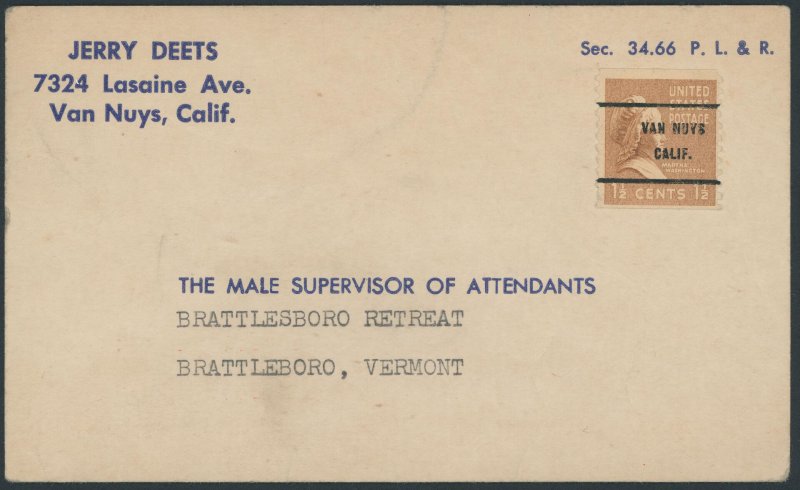 JERRY DEETS
7324 Lasaine Ave.
Van Nuys, Calif.
Sec. 34.66 P. L. & R.
UNITED
STATES
POSTAGE
VAN NUYS
CALIF.
MARTHA
WASHINGTON
1½ CENTS 1½
THE MALE SUPERVISOR OF ATTENDANTS
BRATTLESBORO RETREAT
BRATTLEBORO, VERMONT